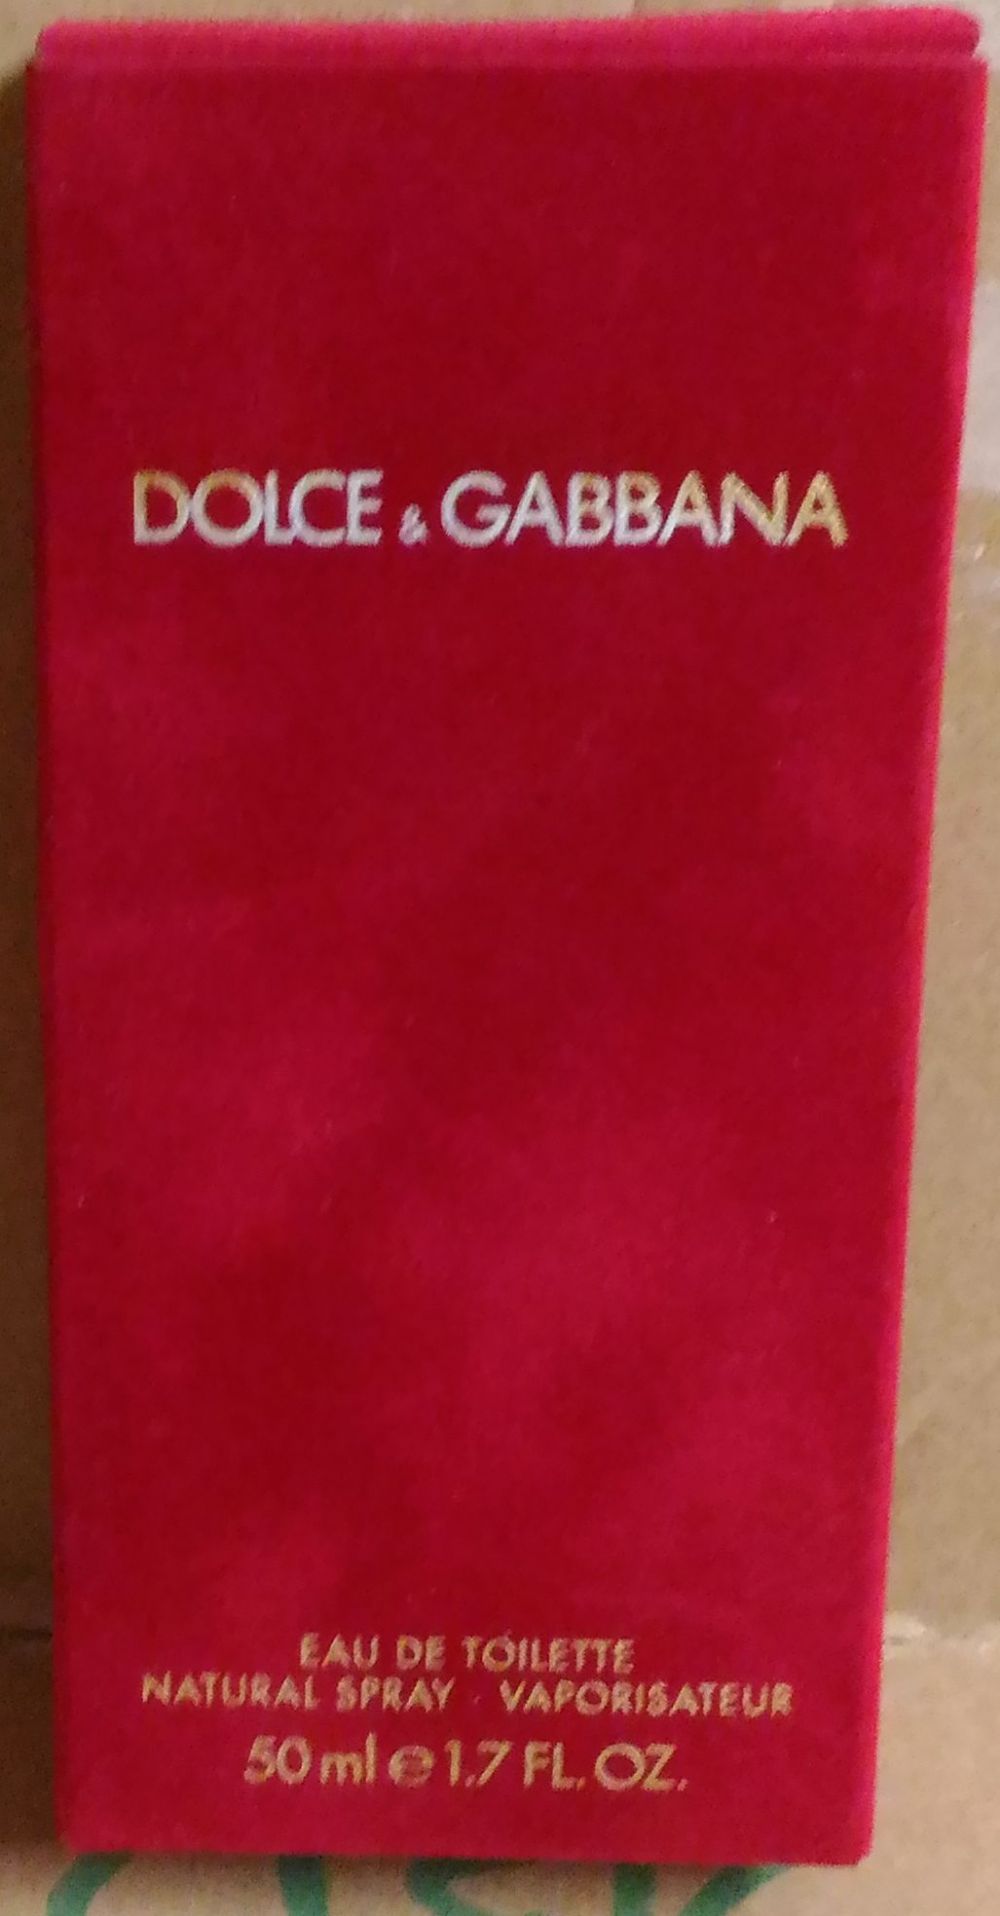 DOLCE & GABBANA
EAU DE TOILETTE
NATURAL SPRAY · VAPORISATEUR
50 ml ℮ 1.7 FL. OZ.